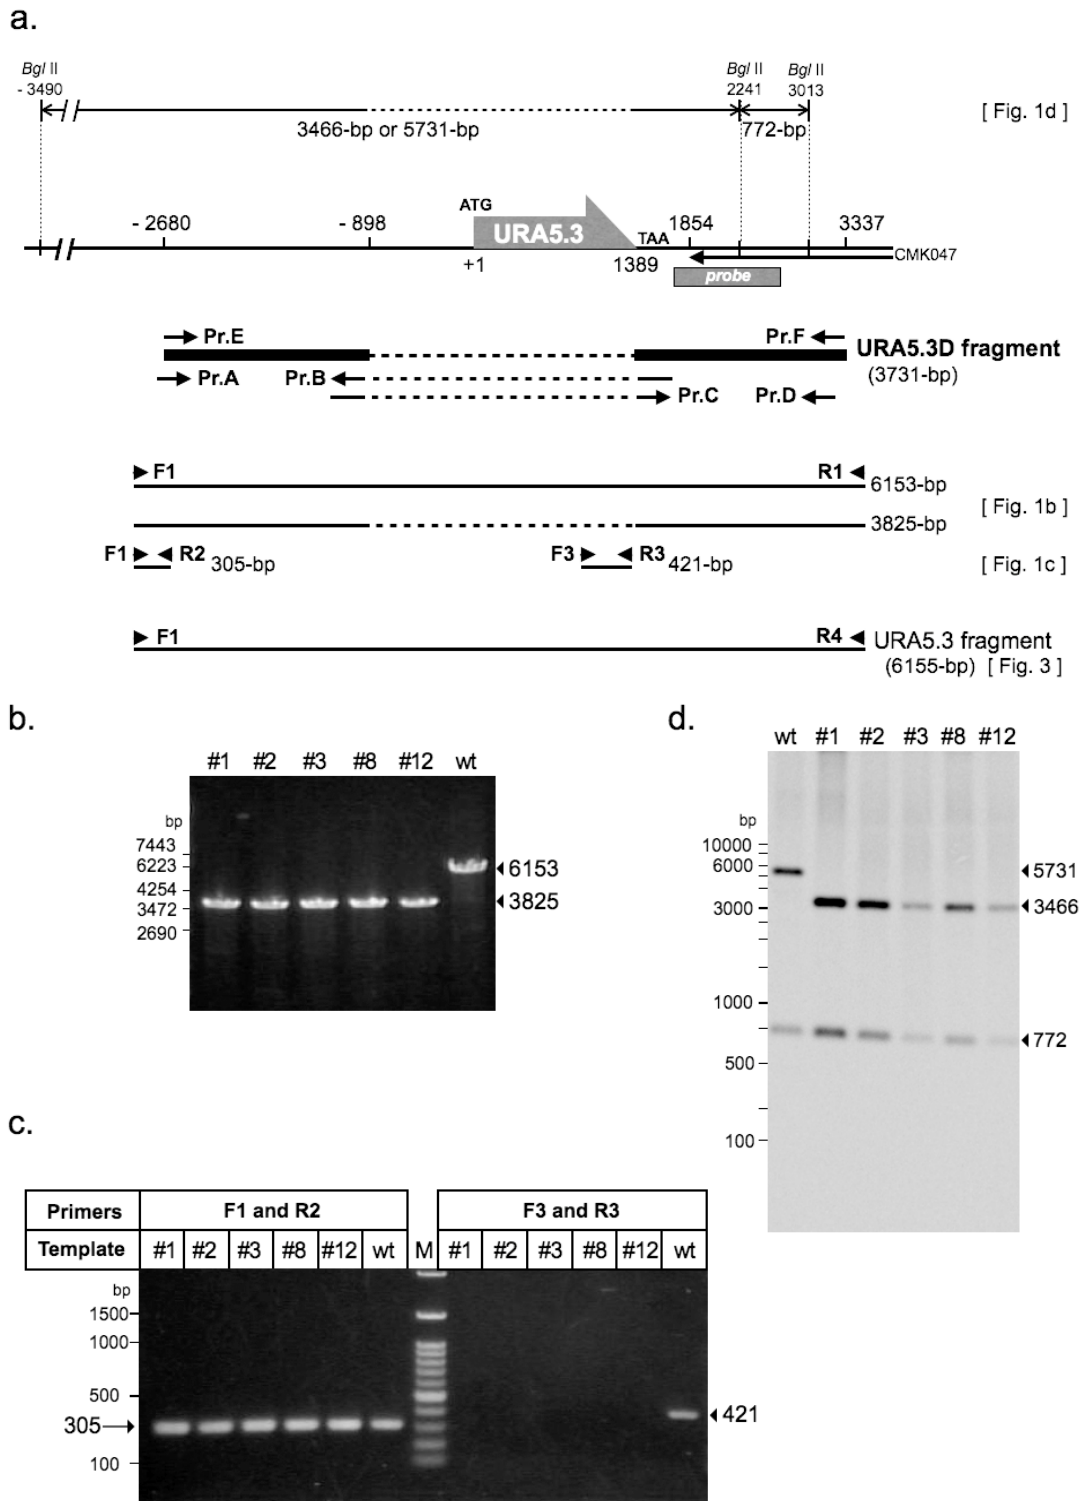 a.
Bgl II
- 3490
Bgl II
2241
Bgl II
3013
3466-bp or 5731-bp
772-bp
[ Fig. 1d ]
- 2680
- 898
ATG
URA5.3
TAA
1854
3337
+1
1389
CMK047
probe
Pr.E
Pr.F
URA5.3D fragment
(3731-bp)
Pr.A
Pr.B
Pr.C
Pr.D
F1
R1
6153-bp
[ Fig. 1b ]
3825-bp
F1
R2
305-bp
F3
R3
421-bp
[ Fig. 1c ]
F1
R4
URA5.3 fragment
(6155-bp) [ Fig. 3 ]
b.
#1 #2 #3 #8 #12 wt
bp
7443
6223
4254
3472
2690
6153
3825
d.
wt #1 #2 #3 #8 #12
bp
10000
6000
3000
1000
500
100
5731
3466
772
c.
Primers F1 and R2 F3 and R3
Template #1 #2 #3 #8 #12 wt M #1 #2 #3 #8 #12 wt
bp
1500
1000
500
305
100
421